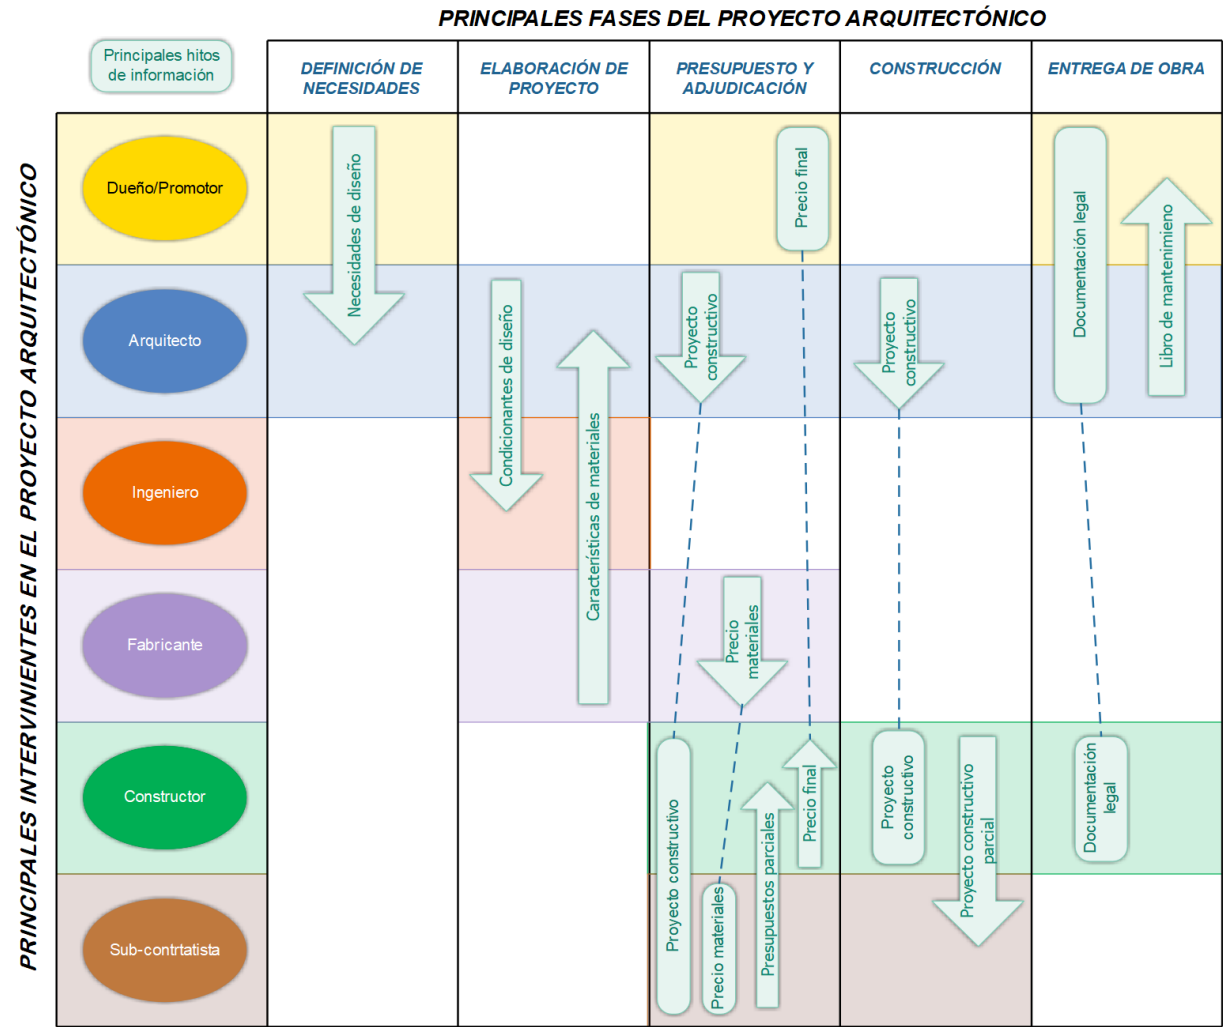 PRINCIPALES FASES DEL PROYECTO ARQUITECTÓNICO
Principales hitos
de información
DEFINICIÓN DE
NECESIDADES
ELABORACIÓN DE
PROYECTO
PRESUPUESTO Y
ADJUDICACIÓN
CONSTRUCCIÓN
ENTREGA DE OBRA
PRINCIPALES INTERVINIENTES EN EL PROYECTO ARQUITECTÓNICO
Dueño/Promotor
Necesidades de diseño
Precio final
Documentación legal
Libro de mantenimieno
Arquitecto
Condicionantes de diseño
Características de materiales
Proyecto
constructivo
Proyecto
constructivo
Ingeniero
Fabricante
Precio
materiales
Constructor
Proyecto constructivo
Precio materiales
Presupuestos parciales
Precio final
Proyecto
constructivo
Proyecto constructivo
parcial
Documentación
legal
Sub-contrtatista